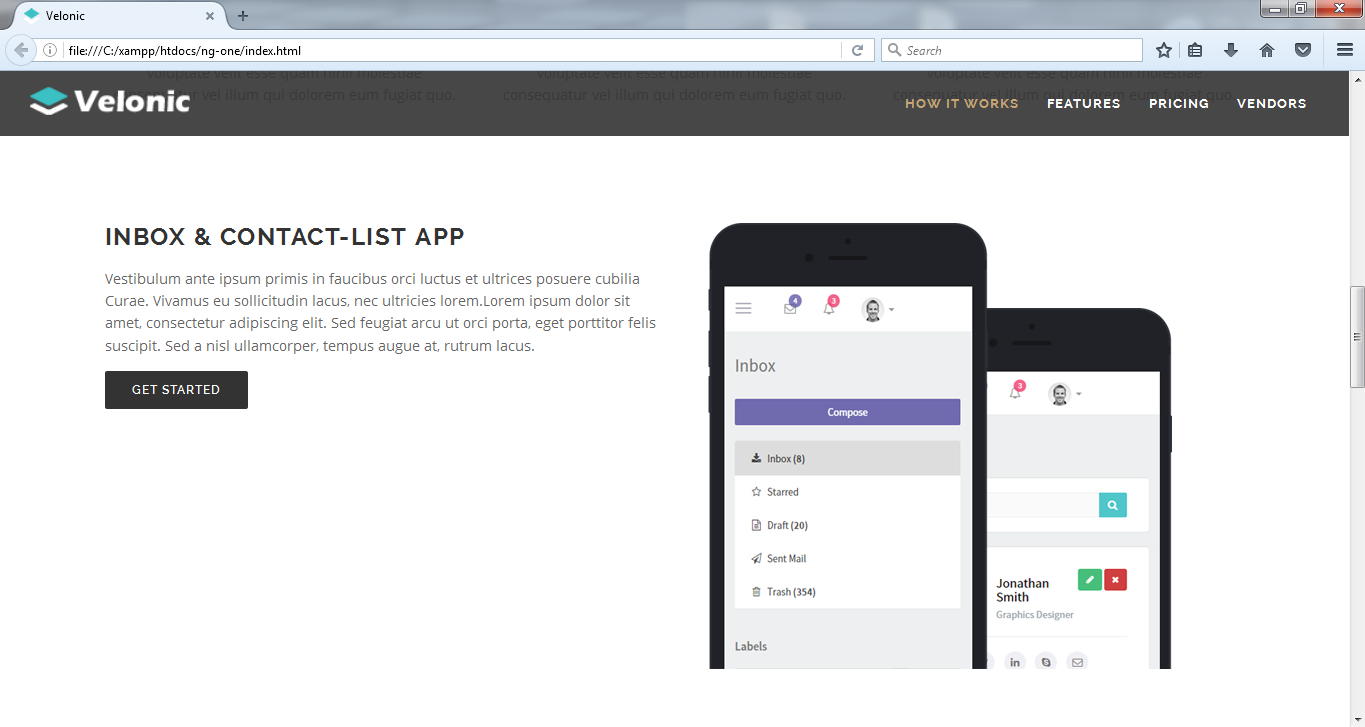 Velonic
file:///C:/xampp/htdocs/ng-one/index.html
Search
voluptate velit esse quam nihil molestiae voluptate velit esse quam nihil molestiae voluptate velit esse quam nihil molestiae
consequatur vel illum qui dolorem eum fugiat quo. consequatur vel illum qui dolorem eum fugiat quo. consequatur vel illum qui dolorem eum fugiat quo.
Velonic
HOW IT WORKS FEATURES PRICING VENDORS
INBOX & CONTACT-LIST APP
Vestibulum ante ipsum primis in faucibus orci luctus et ultrices posuere cubilia
Curae. Vivamus eu sollicitudin lacus, nec ultricies lorem.Lorem ipsum dolor sit
amet, consectetur adipiscing elit. Sed feugiat arcu ut orci porta, eget porttitor felis
suscipit. Sed a nisl ullamcorper, tempus augue at, rutrum lacus.
GET STARTED
4 3
Inbox
Compose
Inbox (8)
Starred
Draft (20)
Sent Mail
Trash (354)
Labels
3
Jonathan
Smith
Graphics Designer